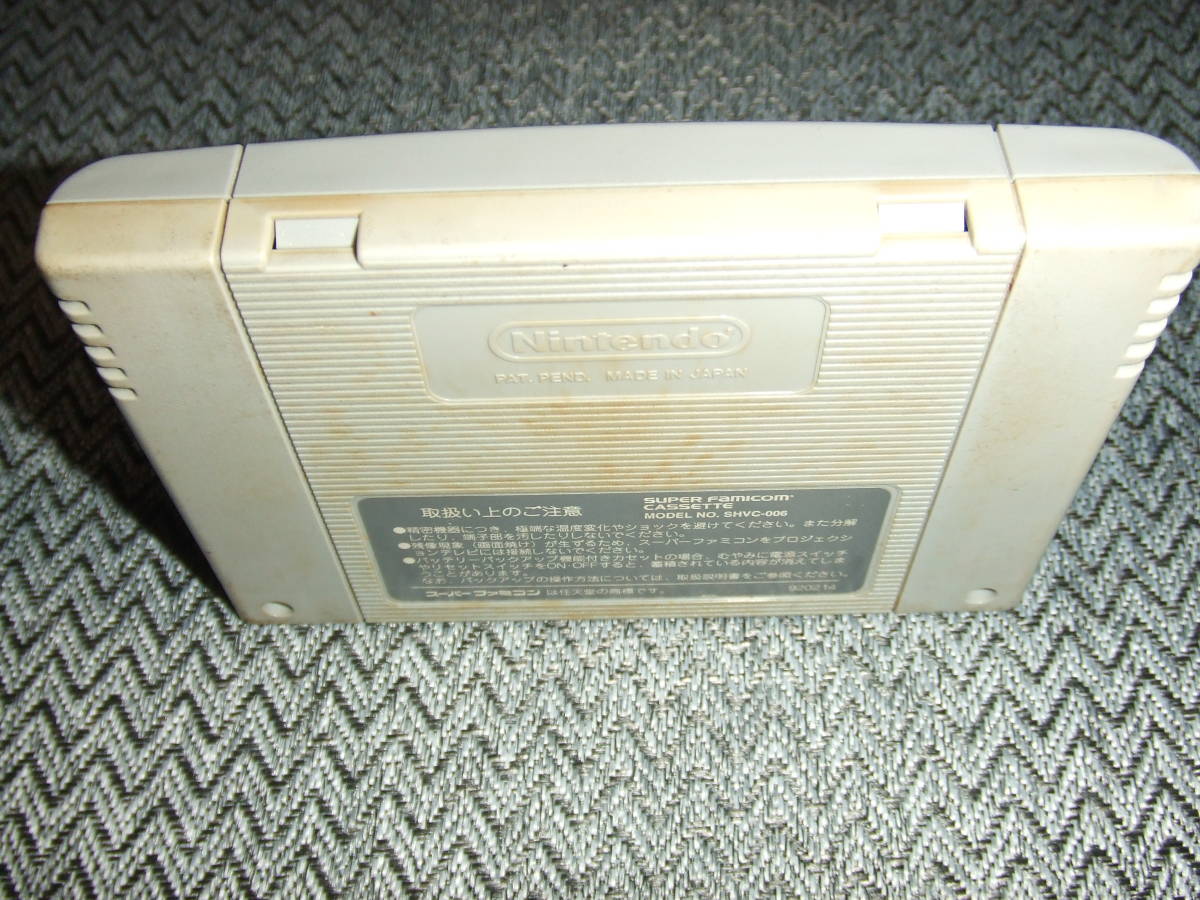 Nintendo
PAT. PEND. MADE IN JAPAN
取扱い上のご注意
SUPER FAMICOM
CASSETTE
MODEL NO. SHVC-006
●精密機器につき、極端な温度変化やショックを避けてください。また分解
したり、端子部を汚したりしないでください。
●残像現象（画面焼け）が生ずるため、スーパーファミコンをプロジェクシ
ョンテレビには接続しないでください。
●バッテリーバックアップ機能付きカセットの場合、むやみに電源スイッチ
やリセットスイッチをON・OFFすると、蓄積されている内容が消えてしま
うことがあります。
なお、バックアップの操作方法については、取扱説明書をご参照ください。
スーパーファミコンは任天堂の商標です。
920214